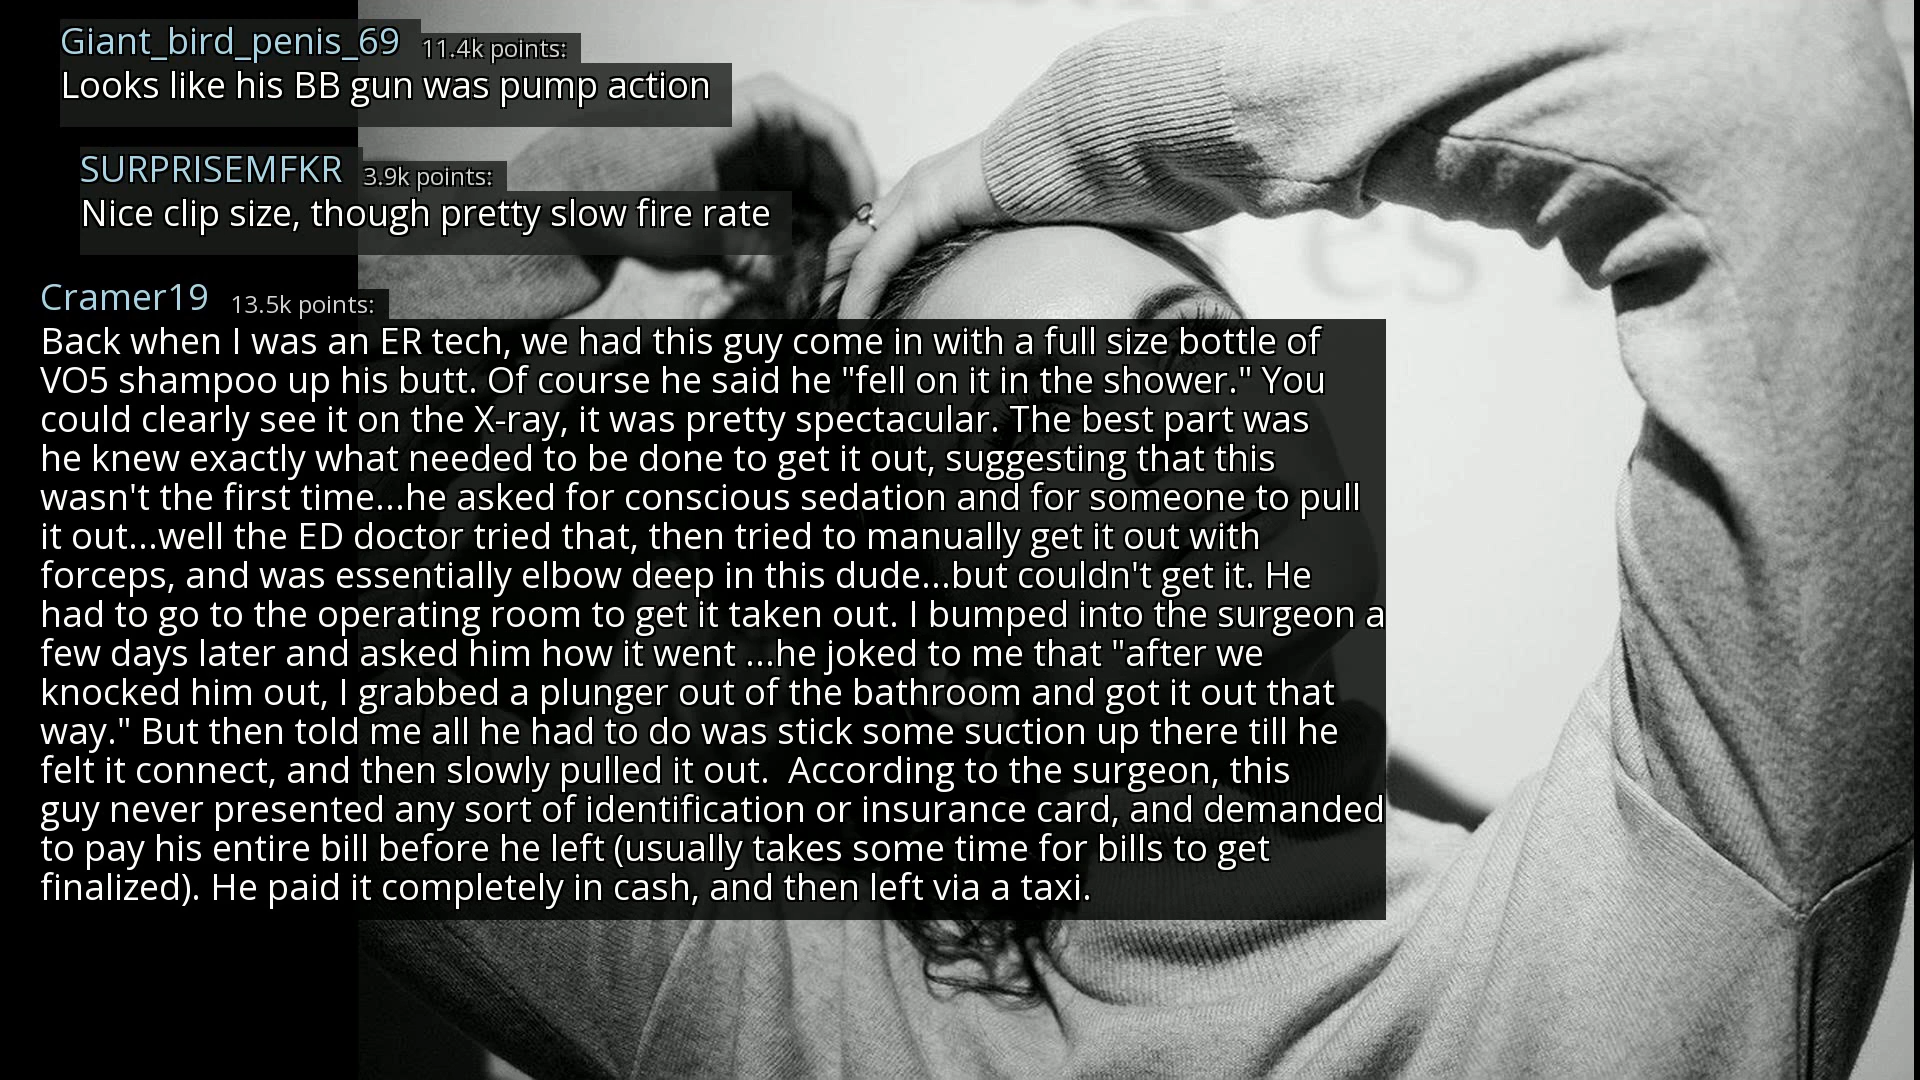 Giant_bird_penis_69 11.4k points:
Looks like his BB gun was pump action
SURPRISEMFKR 3.9k points:
Nice clip size, though pretty slow fire rate
Cramer19 13.5k points:
Back when I was an ER tech, we had this guy come in with a full size bottle of
VO5 shampoo up his butt. Of course he said he "fell on it in the shower." You
could clearly see it on the X-ray, it was pretty spectacular. The best part was
he knew exactly what needed to be done to get it out, suggesting that this
wasn't the first time...he asked for conscious sedation and for someone to pull
it out...well the ED doctor tried that, then tried to manually get it out with
forceps, and was essentially elbow deep in this dude...but couldn't get it. He
had to go to the operating room to get it taken out. I bumped into the surgeon a
few days later and asked him how it went ...he joked to me that "after we
knocked him out, I grabbed a plunger out of the bathroom and got it out that
way." But then told me all he had to do was stick some suction up there till he
felt it connect, and then slowly pulled it out.  According to the surgeon, this
guy never presented any sort of identification or insurance card, and demanded
to pay his entire bill before he left (usually takes some time for bills to get
finalized). He paid it completely in cash, and then left via a taxi.